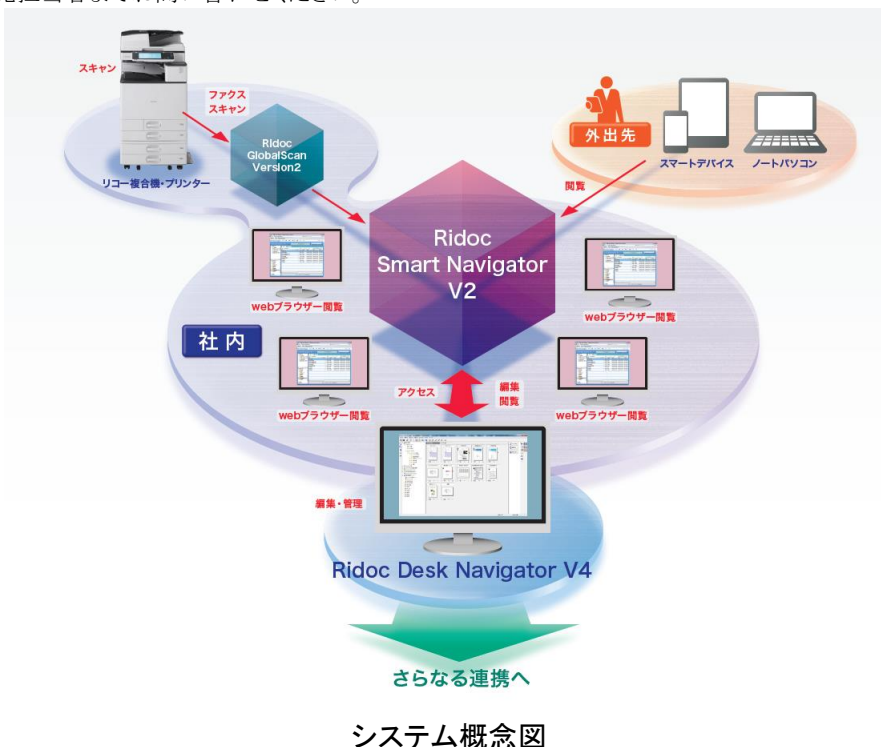 スキャン
ファクス
スキャン
Ridoc
GlobalScan
Version2
リコー複合機・プリンター
外出先
スマートデバイス
ノートパソコン
閲覧
Ridoc
Smart Navigator
V2
webブラウザー閲覧
webブラウザー閲覧
社内
webブラウザー閲覧
webブラウザー閲覧
アクセス
編集
閲覧
編集・管理
Ridoc Desk Navigator V4
さらなる連携へ
システム概念図